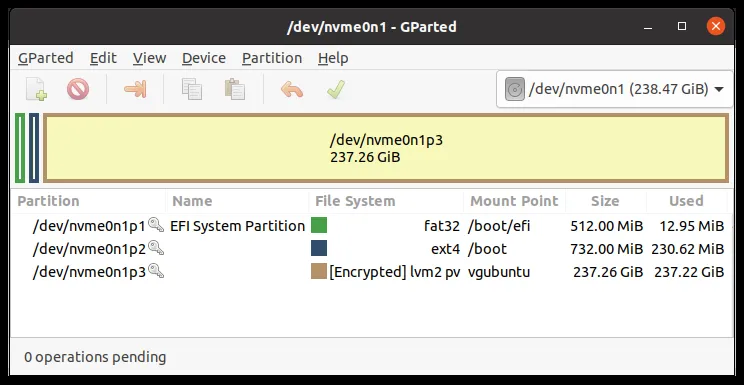 /dev/nvme0n1 - GParted
GParted Edit View Device Partition Help
/dev/nvme0n1 (238.47 GiB)
/dev/nvme0n1p3
237.26 GiB
Partition Name File System Mount Point Size Used
/dev/nvme0n1p1 EFI System Partition fat32 /boot/efi 512.00 MiB 12.95 MiB
/dev/nvme0n1p2 ext4 /boot 732.00 MiB 230.62 MiB
/dev/nvme0n1p3 [Encrypted] lvm2 pv vgubuntu 237.26 GiB 237.22 GiB
0 operations pending